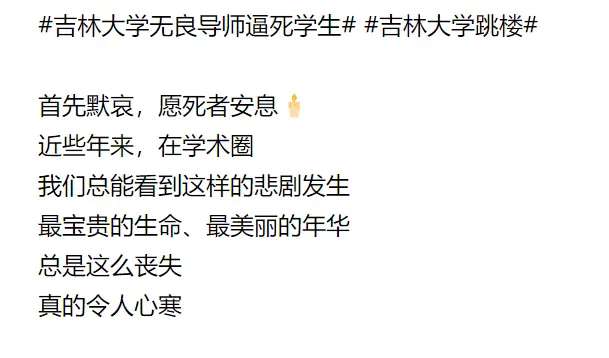 #吉林大学无良导师逼死学生# #吉林大学跳楼#
首先默哀，愿死者安息🕯️
近些年来，在学术圈
我们总能看到这样的悲剧发生
最宝贵的生命、最美丽的年华
总是这么丧失
真的令人心寒